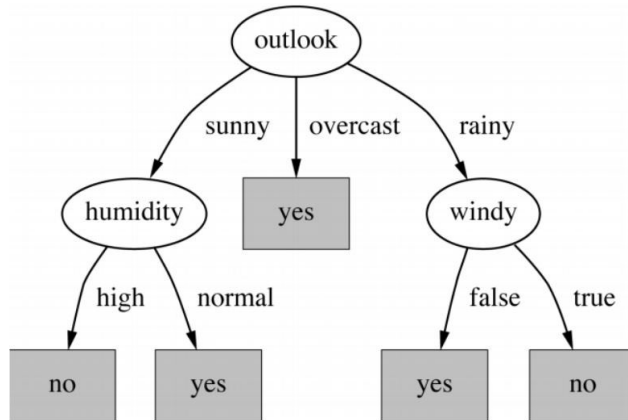 outlook
sunny overcast rainy
humidity yes windy
high normal false true
no yes yes no